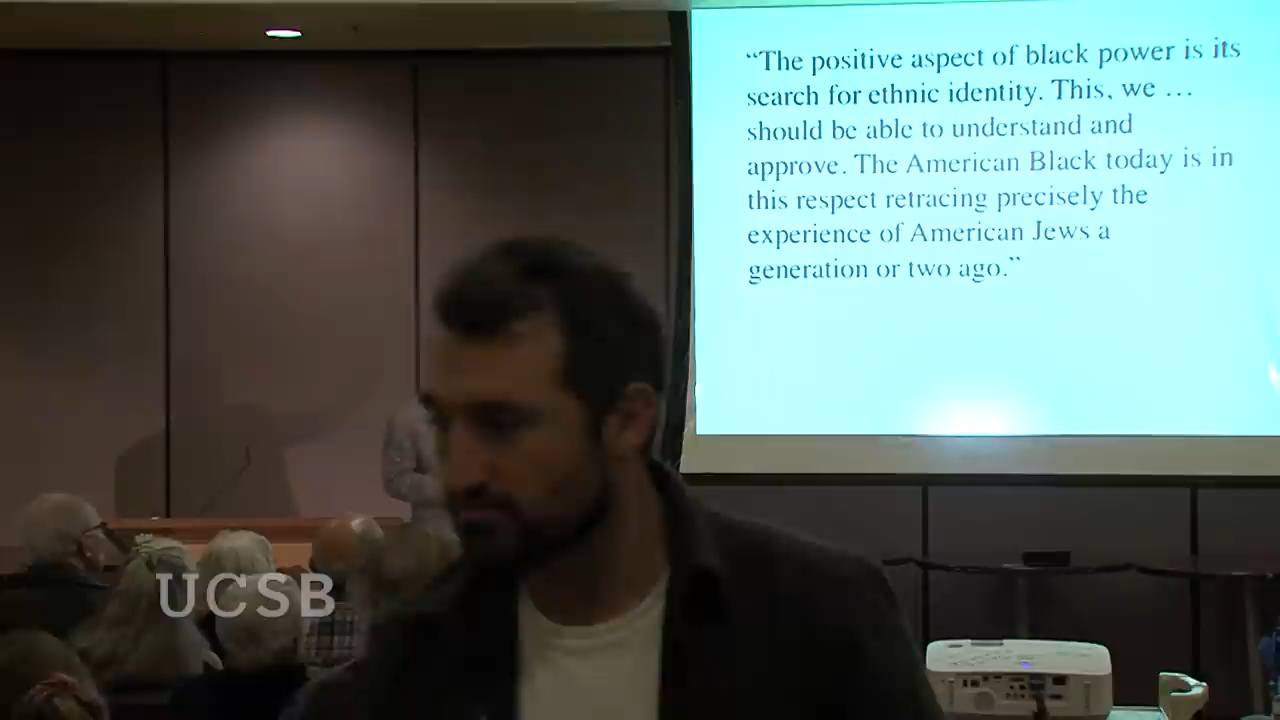 “The positive aspect of black power is its
search for ethnic identity. This, we …
should be able to understand and
approve. The American Black today is in
this respect retracing precisely the
experience of American Jews a
generation or two ago.”
UCSB